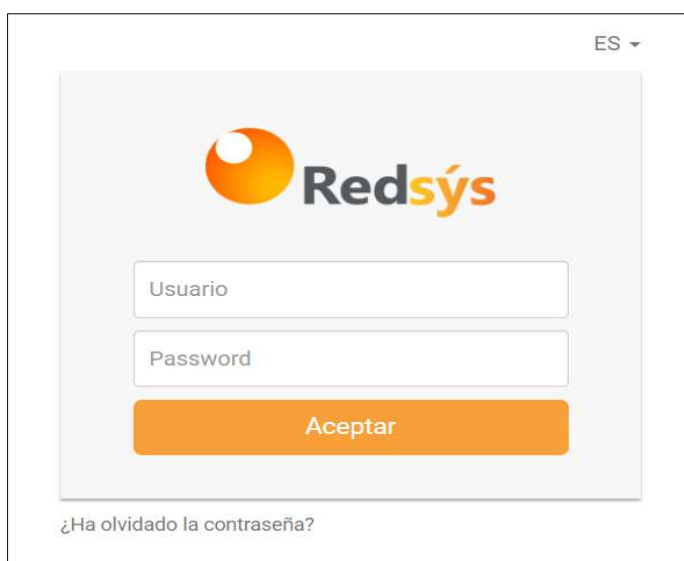 ES
Redsýs
Usuario
Password
Aceptar
¿Ha olvidado la contraseña?